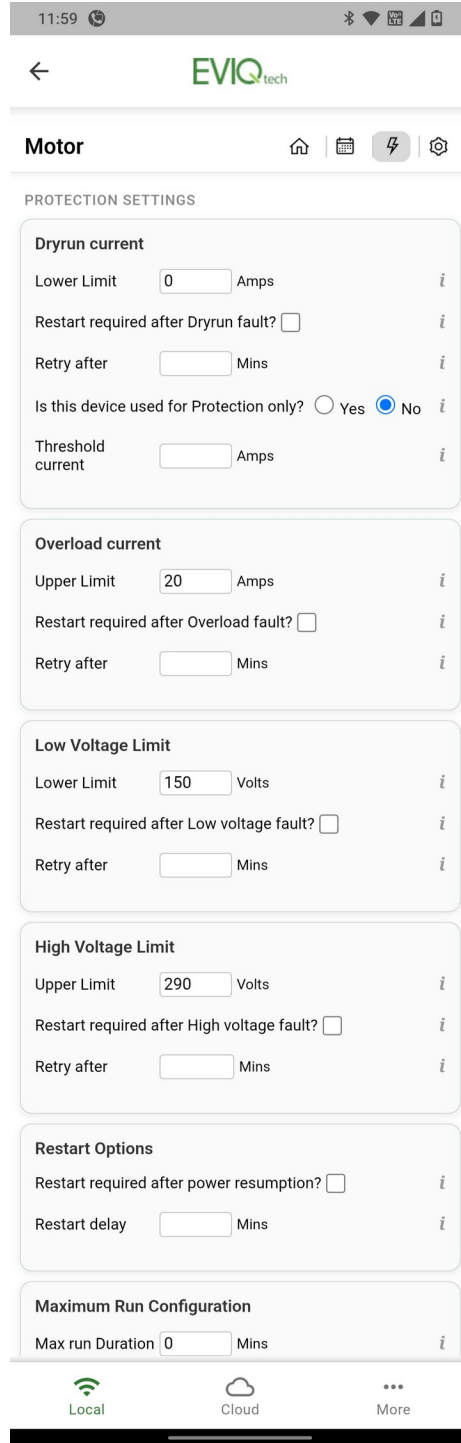 11:59
Vo))
LTE
EVIQtech
Motor
PROTECTION SETTINGS
Dryrun current
Lower Limit 0 Amps i
Restart required after Dryrun fault? i
Retry after Mins i
Is this device used for Protection only? Yes No i
Threshold
current Amps i
Overload current
Upper Limit 20 Amps i
Restart required after Overload fault? i
Retry after Mins i
Low Voltage Limit
Lower Limit 150 Volts i
Restart required after Low voltage fault? i
Retry after Mins i
High Voltage Limit
Upper Limit 290 Volts i
Restart required after High voltage fault? i
Retry after Mins i
Restart Options
Restart required after power resumption? i
Restart delay Mins i
Maximum Run Configuration
Max run Duration 0 Mins i
Local Cloud More